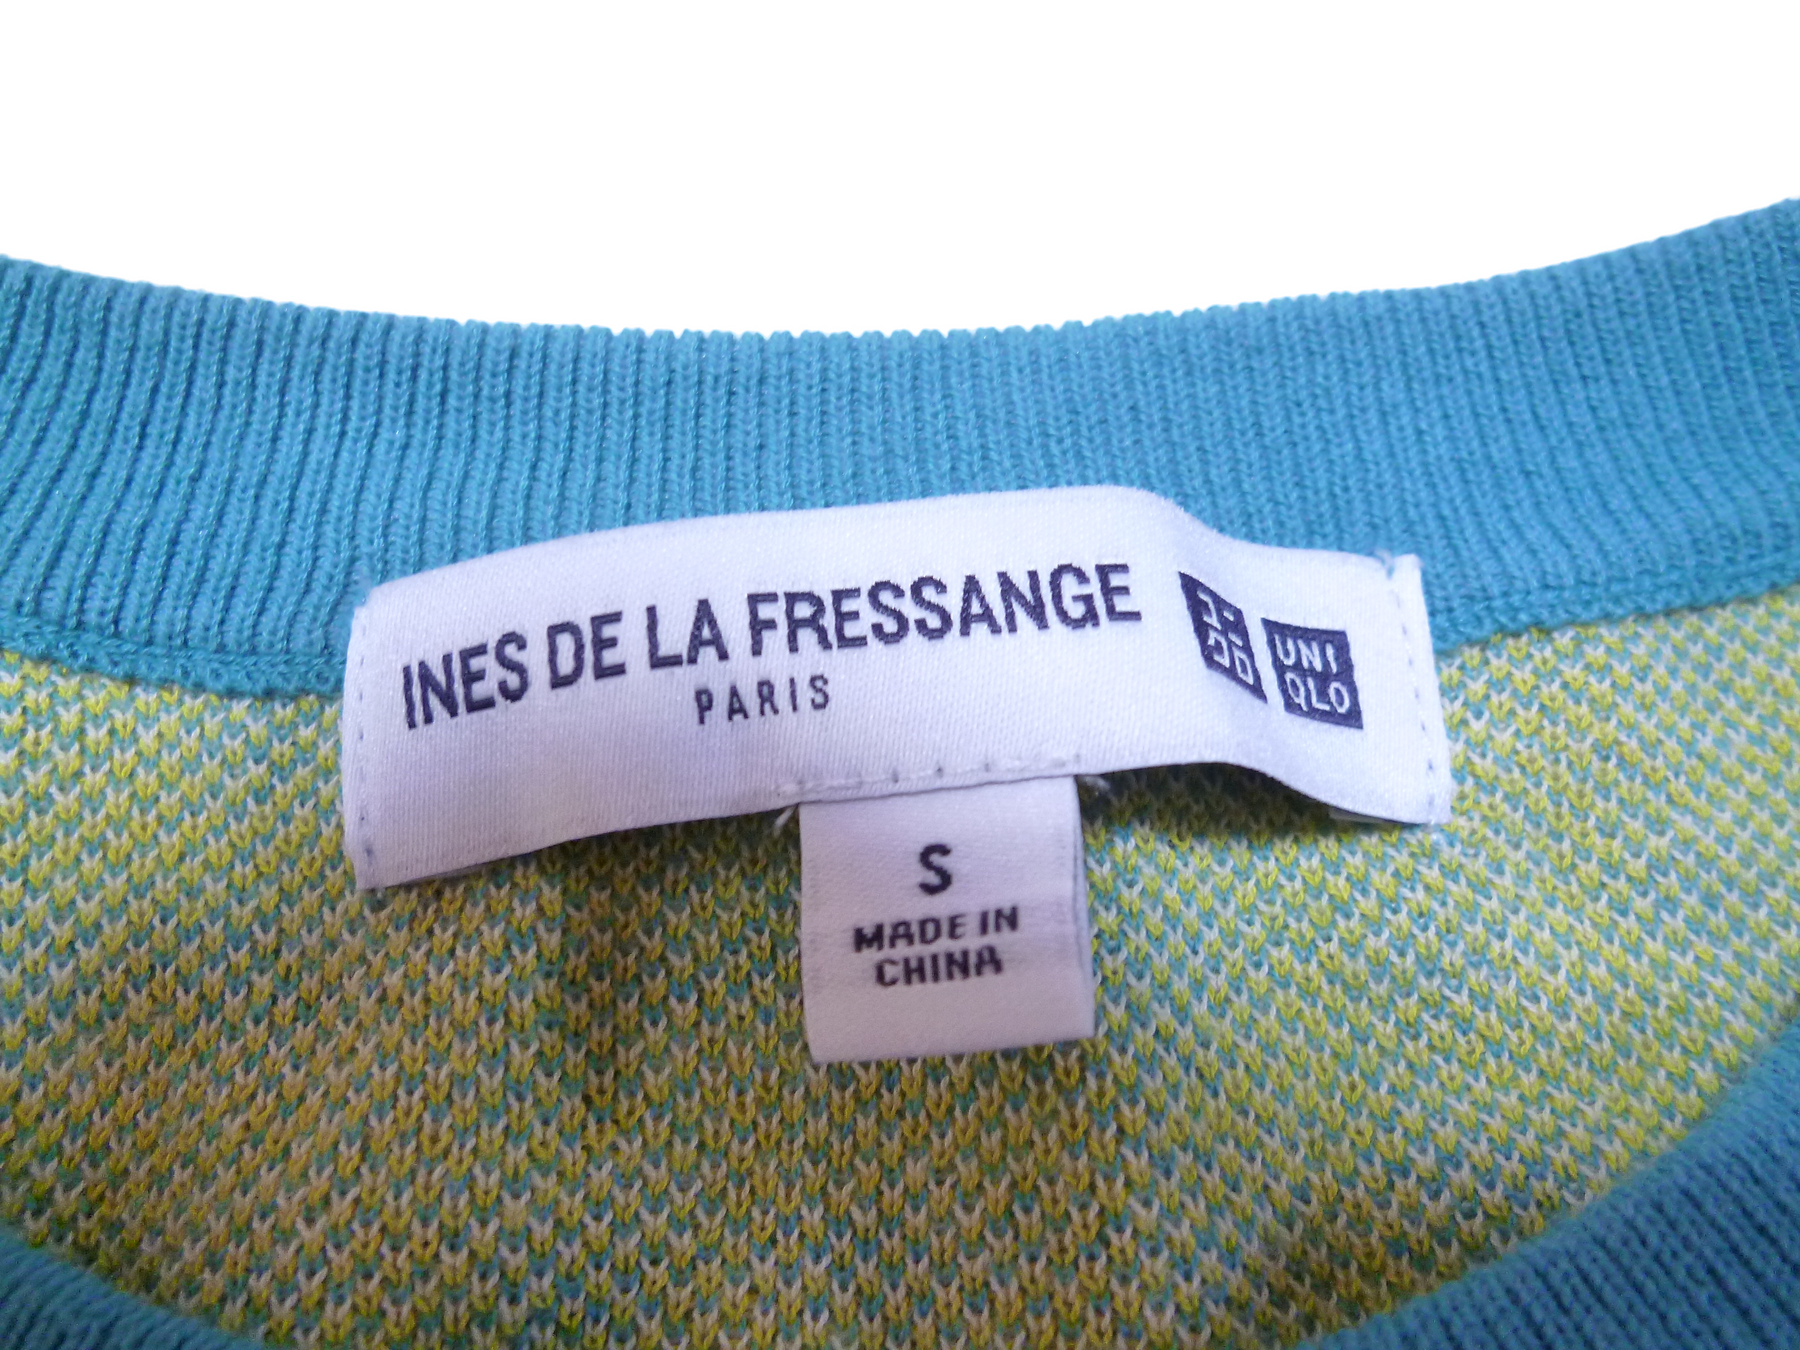 INES DE LA FRESSANGE
PARIS
UNI
QLO
S
MADE IN
CHINA